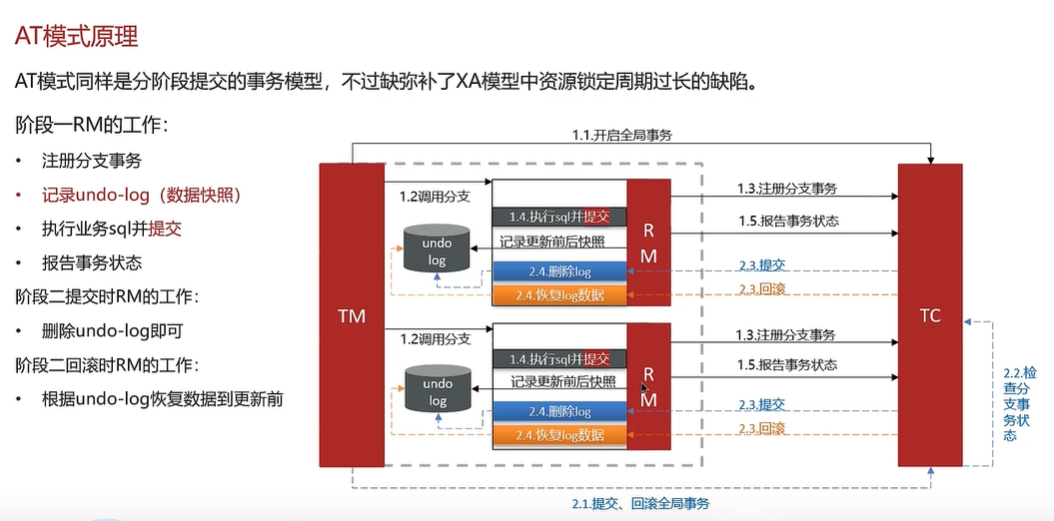 AT模式原理
AT模式同样是分阶段提交的事务模型，不过缺弥补了XA模型中资源锁定周期过长的缺陷。
阶段一RM的工作：
• 注册分支事务
• 记录undo-log（数据快照）
• 执行业务sql并提交
• 报告事务状态
阶段二提交时RM的工作：
• 删除undo-log即可
阶段二回滚时RM的工作：
• 根据undo-log恢复数据到更新前
1.1.开启全局事务
TM
1.2调用分支
undo
log
1.4.执行sql并提交
记录更新前后快照
2.4.删除log
2.4.恢复log数据
R
M
1.3.注册分支事务
1.5.报告事务状态
2.3.提交
2.3.回滚
1.2调用分支
undo
log
1.4.执行sql并提交
记录更新前后快照
2.4.删除log
2.4.恢复log数据
R
M
1.3.注册分支事务
1.5.报告事务状态
2.3.提交
2.3.回滚
TC
2.2.检
查分
支事
务状
态
2.1.提交、回滚全局事务